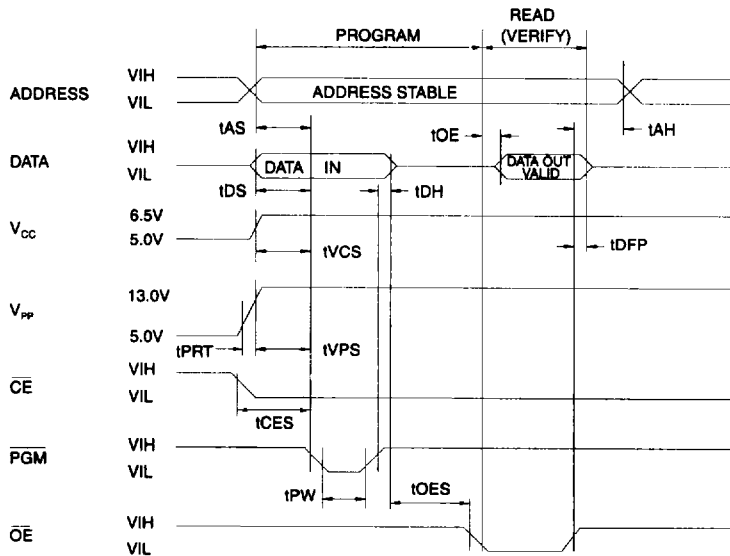 READ
PROGRAM (VERIFY)
ADDRESS VIH
VIL ADDRESS STABLE
tAS tOE tAH
DATA VIH
VIL DATA IN DATA OUT VALID
tDS tDH
VCC 6.5V
5.0V
tVCS tDFP
VPP 13.0V
5.0V
tPRT tVPS
CE VIH
VIL
tCES
PGM VIH
VIL
tPW tOES
OE VIH
VIL